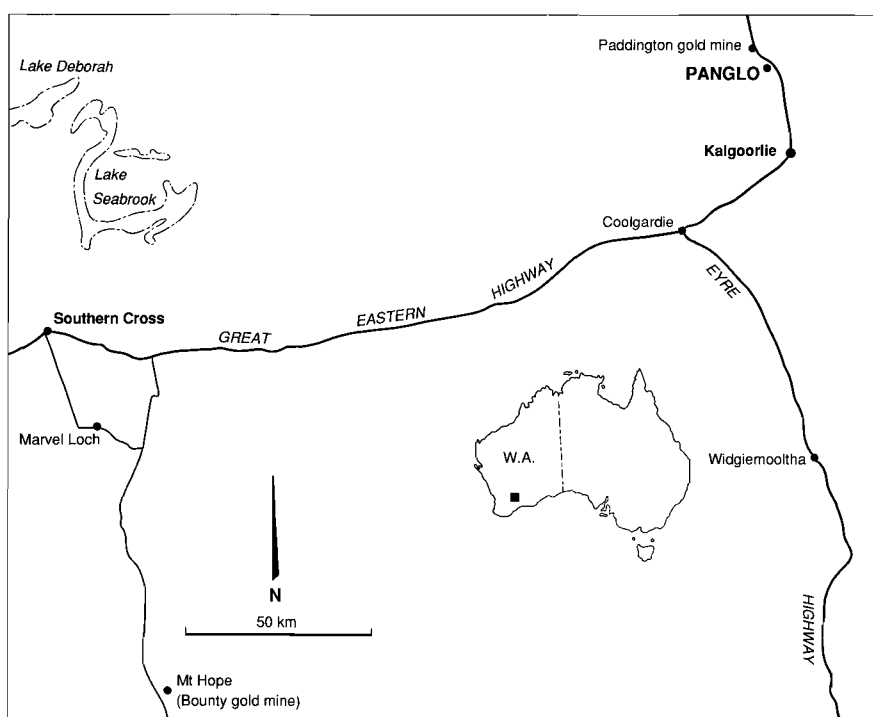 Lake Deborah
Paddington gold mine
PANGLO
Kalgoorlie
Lake
Seabrook
Coolgardie
EYRE
HIGHWAY
Southern Cross
GREAT
EASTERN
HIGHWAY
Marvel Loch
W.A.
Widgiemooltha
N
50 km
Mt Hope
(Bounty gold mine)